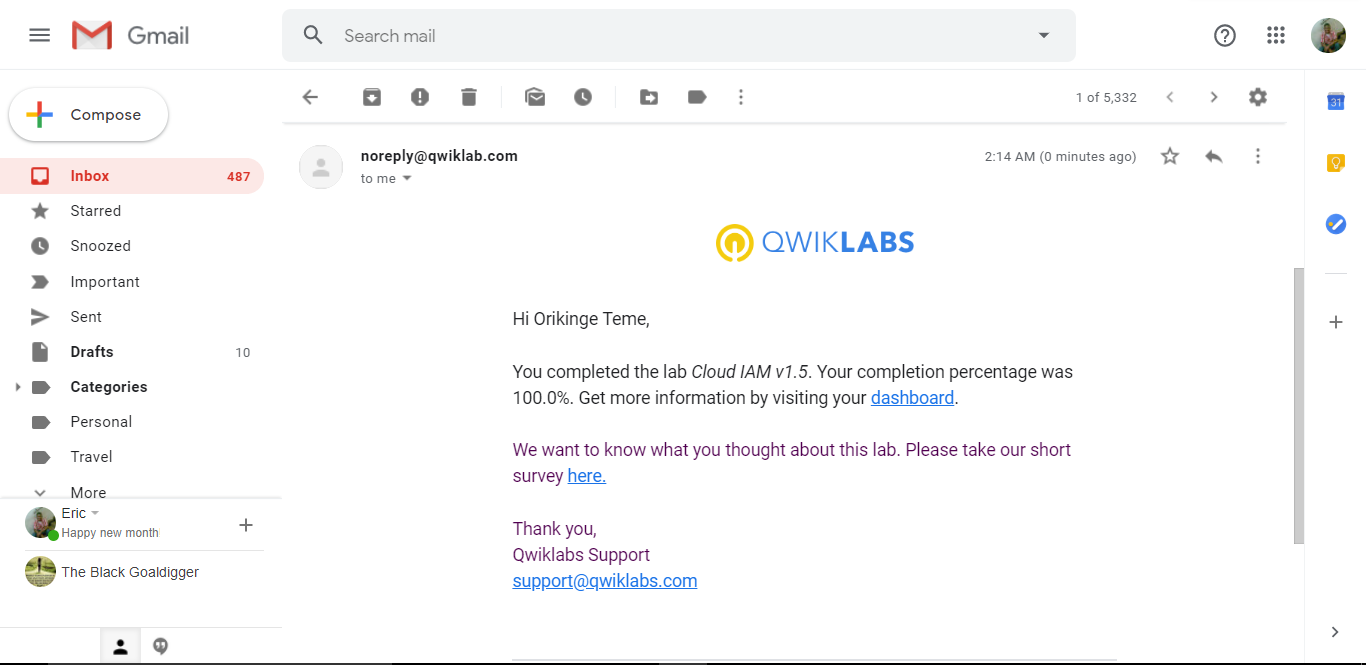 Gmail
Search mail
Compose
1 of 5,332
31
Inbox 487
Starred
Snoozed
Important
Sent
Drafts 10
Categories
Personal
Travel
More
Eric
Happy new month
The Black Goaldigger
noreply@qwiklab.com
2:14 AM (0 minutes ago)
to me
QWIKLABS
Hi Orikinge Teme,
You completed the lab Cloud IAM v1.5. Your completion percentage was
100.0%. Get more information by visiting your dashboard.
We want to know what you thought about this lab. Please take our short
survey here.
Thank you,
Qwiklabs Support
support@qwiklabs.com